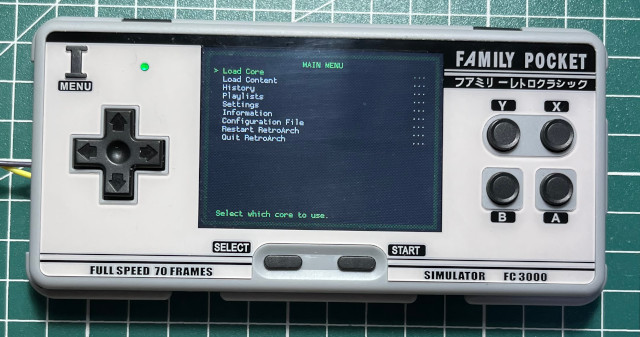 I
MENU
MAIN MENU
> Load Core
Load Content ...
History ...
Playlists ...
Settings ...
Information ...
Configuration File ...
Restart RetroArch ...
Quit RetroArch ...
Select which core to use.
FAMILY POCKET
ファミリーレトロクラシック
Y X
B A
SELECT
START
FULL SPEED 70 FRAMES
SIMULATOR FC3000